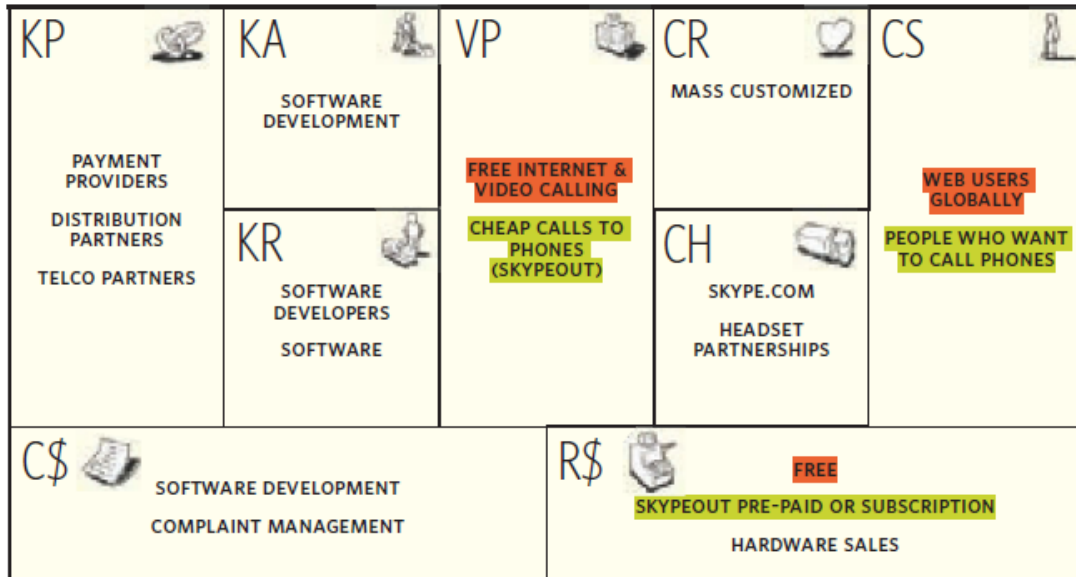 KP
PAYMENT
PROVIDERS
DISTRIBUTION
PARTNERS
TELCO PARTNERS
KA
SOFTWARE
DEVELOPMENT
KR
SOFTWARE
DEVELOPERS
SOFTWARE
VP
FREE INTERNET &
VIDEO CALLING
CHEAP CALLS TO
PHONES
(SKYPEOUT)
CR
MASS CUSTOMIZED
CH
SKYPE.COM
HEADSET
PARTNERSHIPS
CS
WEB USERS
GLOBALLY
PEOPLE WHO WANT
TO CALL PHONES
C$
SOFTWARE DEVELOPMENT
COMPLAINT MANAGEMENT
R$
FREE
SKYPEOUT PRE-PAID OR SUBSCRIPTION
HARDWARE SALES